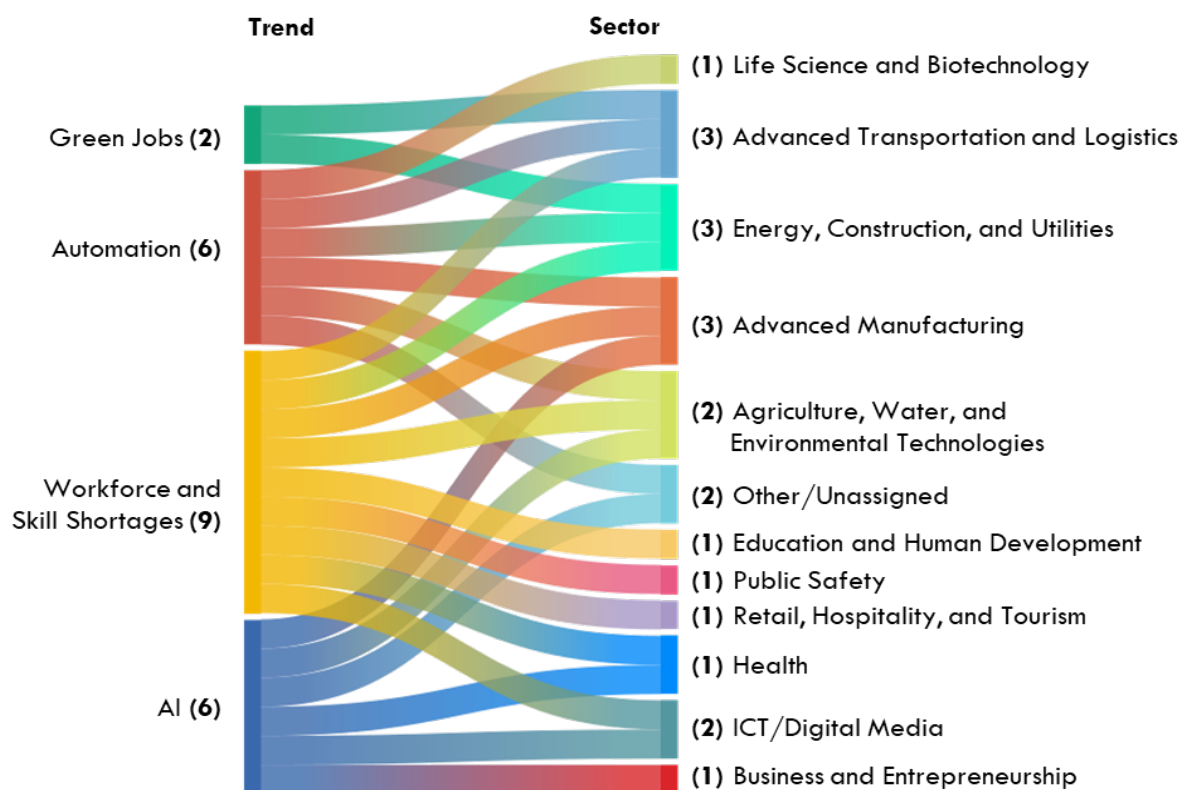 Trend
Sector
Green Jobs (2)
Automation (6)
Workforce and
Skill Shortages (9)
AI (6)
(1) Life Science and Biotechnology
(3) Advanced Transportation and Logistics
(3) Energy, Construction, and Utilities
(3) Advanced Manufacturing
(2) Agriculture, Water, and
Environmental Technologies
(2) Other/Unassigned
(1) Education and Human Development
(1) Public Safety
(1) Retail, Hospitality, and Tourism
(1) Health
(2) ICT/Digital Media
(1) Business and Entrepreneurship